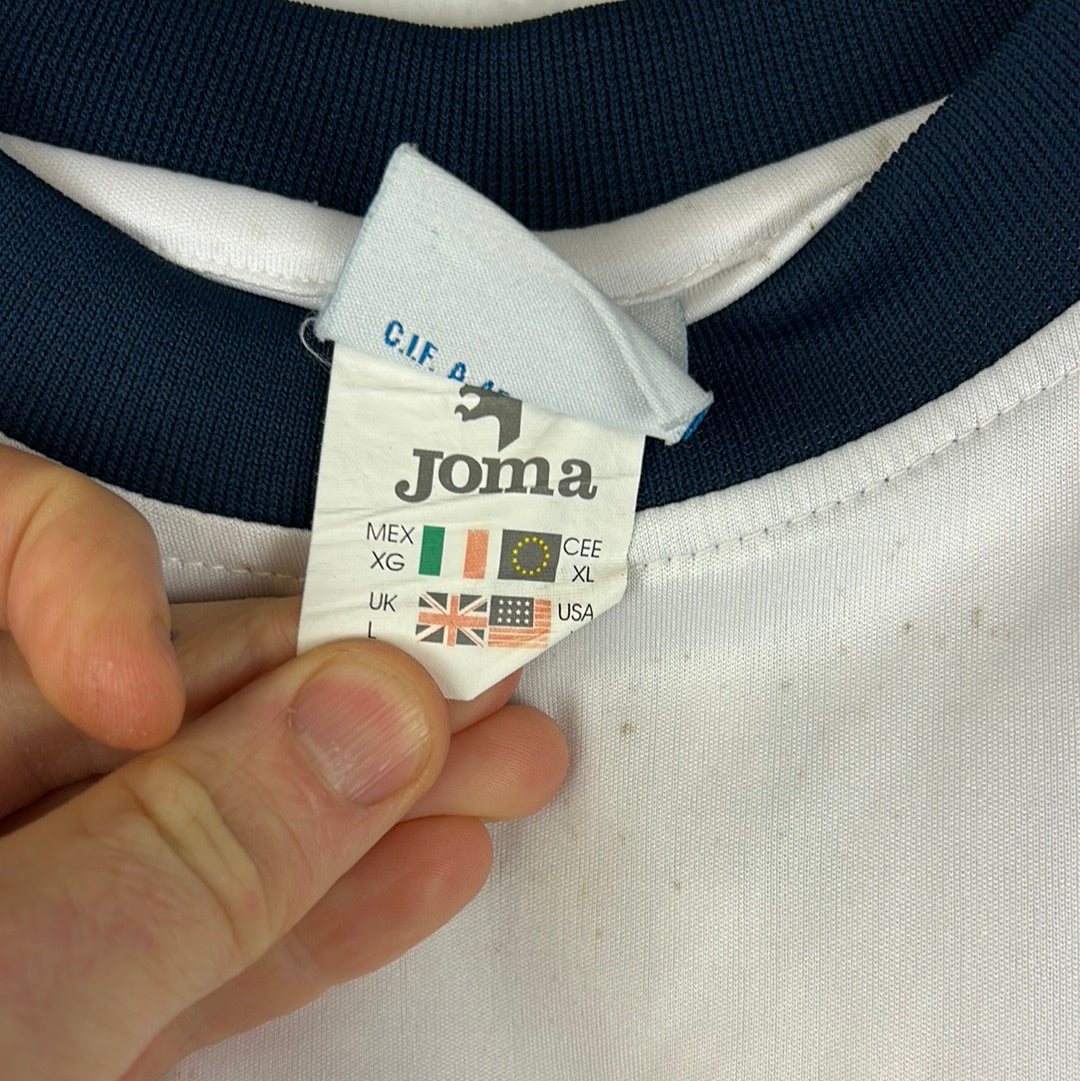 C.I.F. A
Joma
MEX CEE
XG XL
UK USA
L